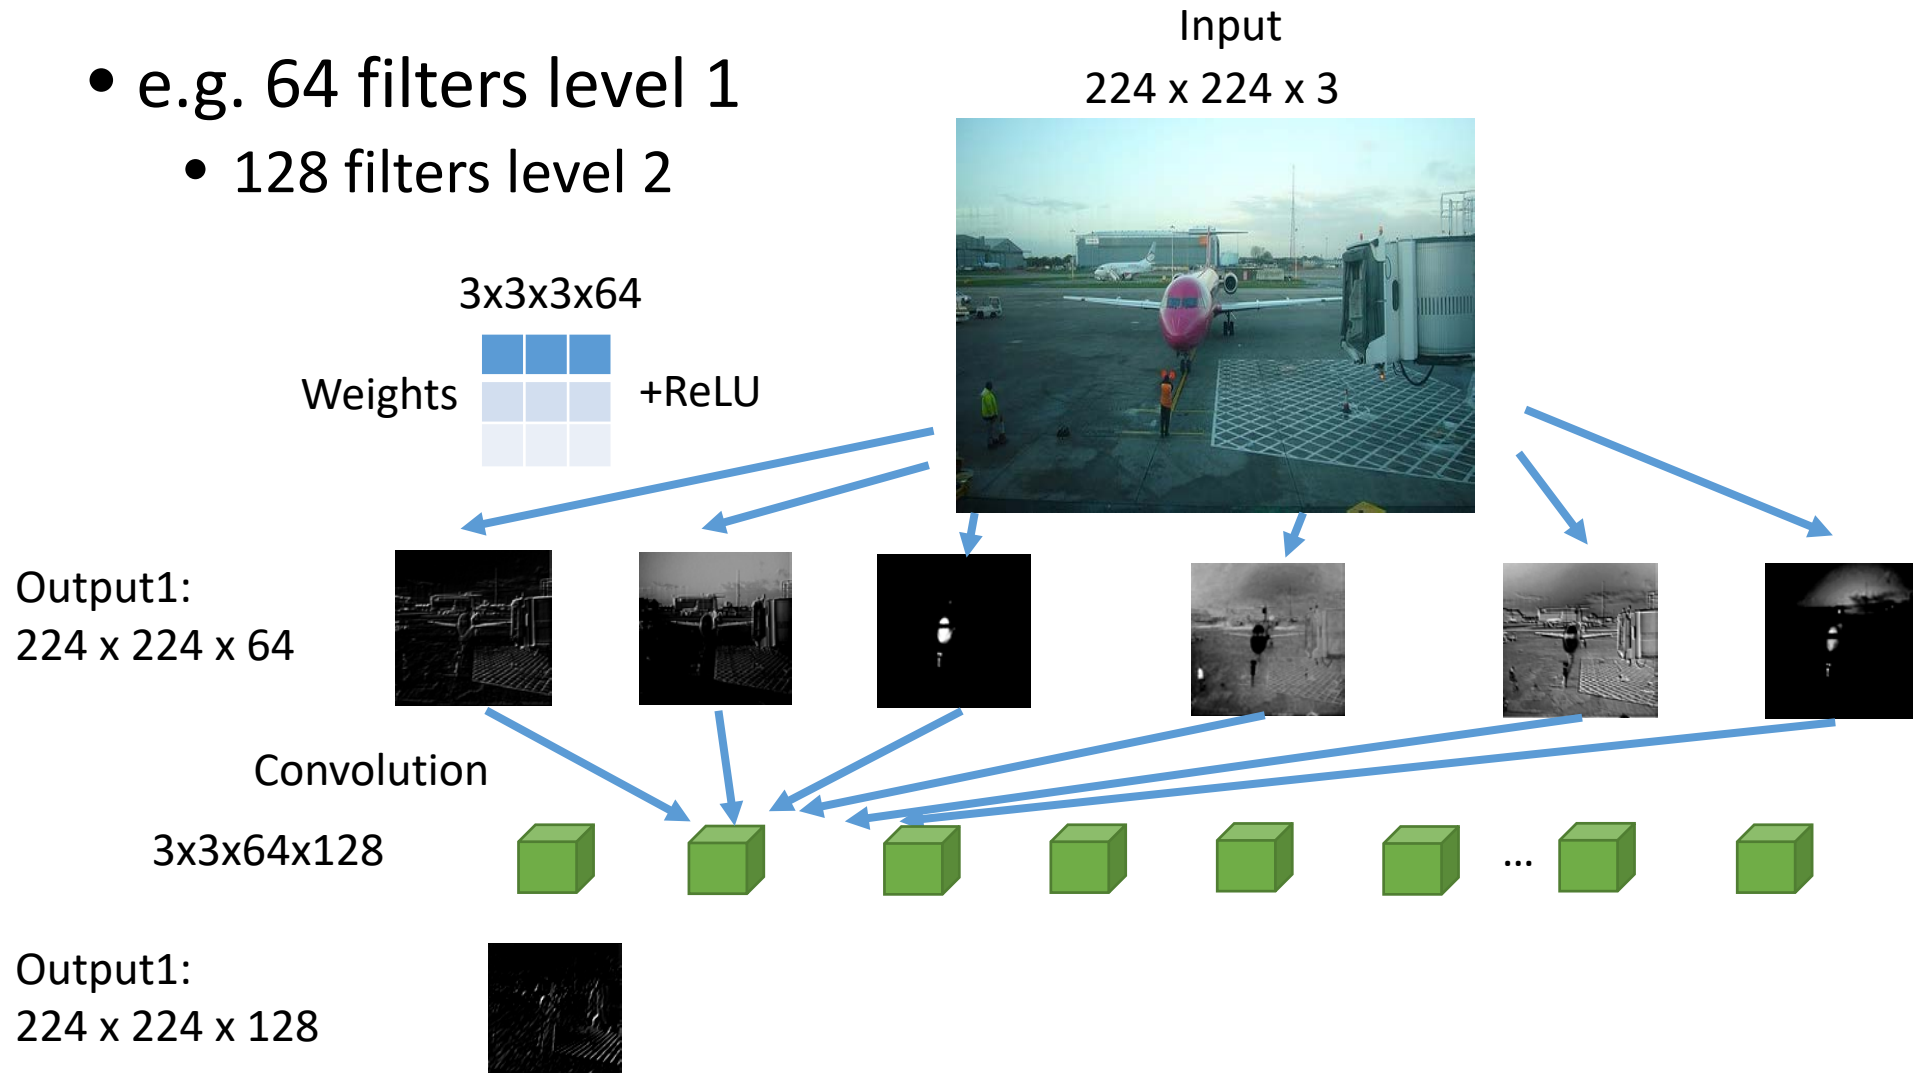 • e.g. 64 filters level 1
• 128 filters level 2
Input
224 x 224 x 3
3x3x3x64
Weights
+ReLU
Output1:
224 x 224 x 64
Convolution
3x3x64x128
...
Output1:
224 x 224 x 128